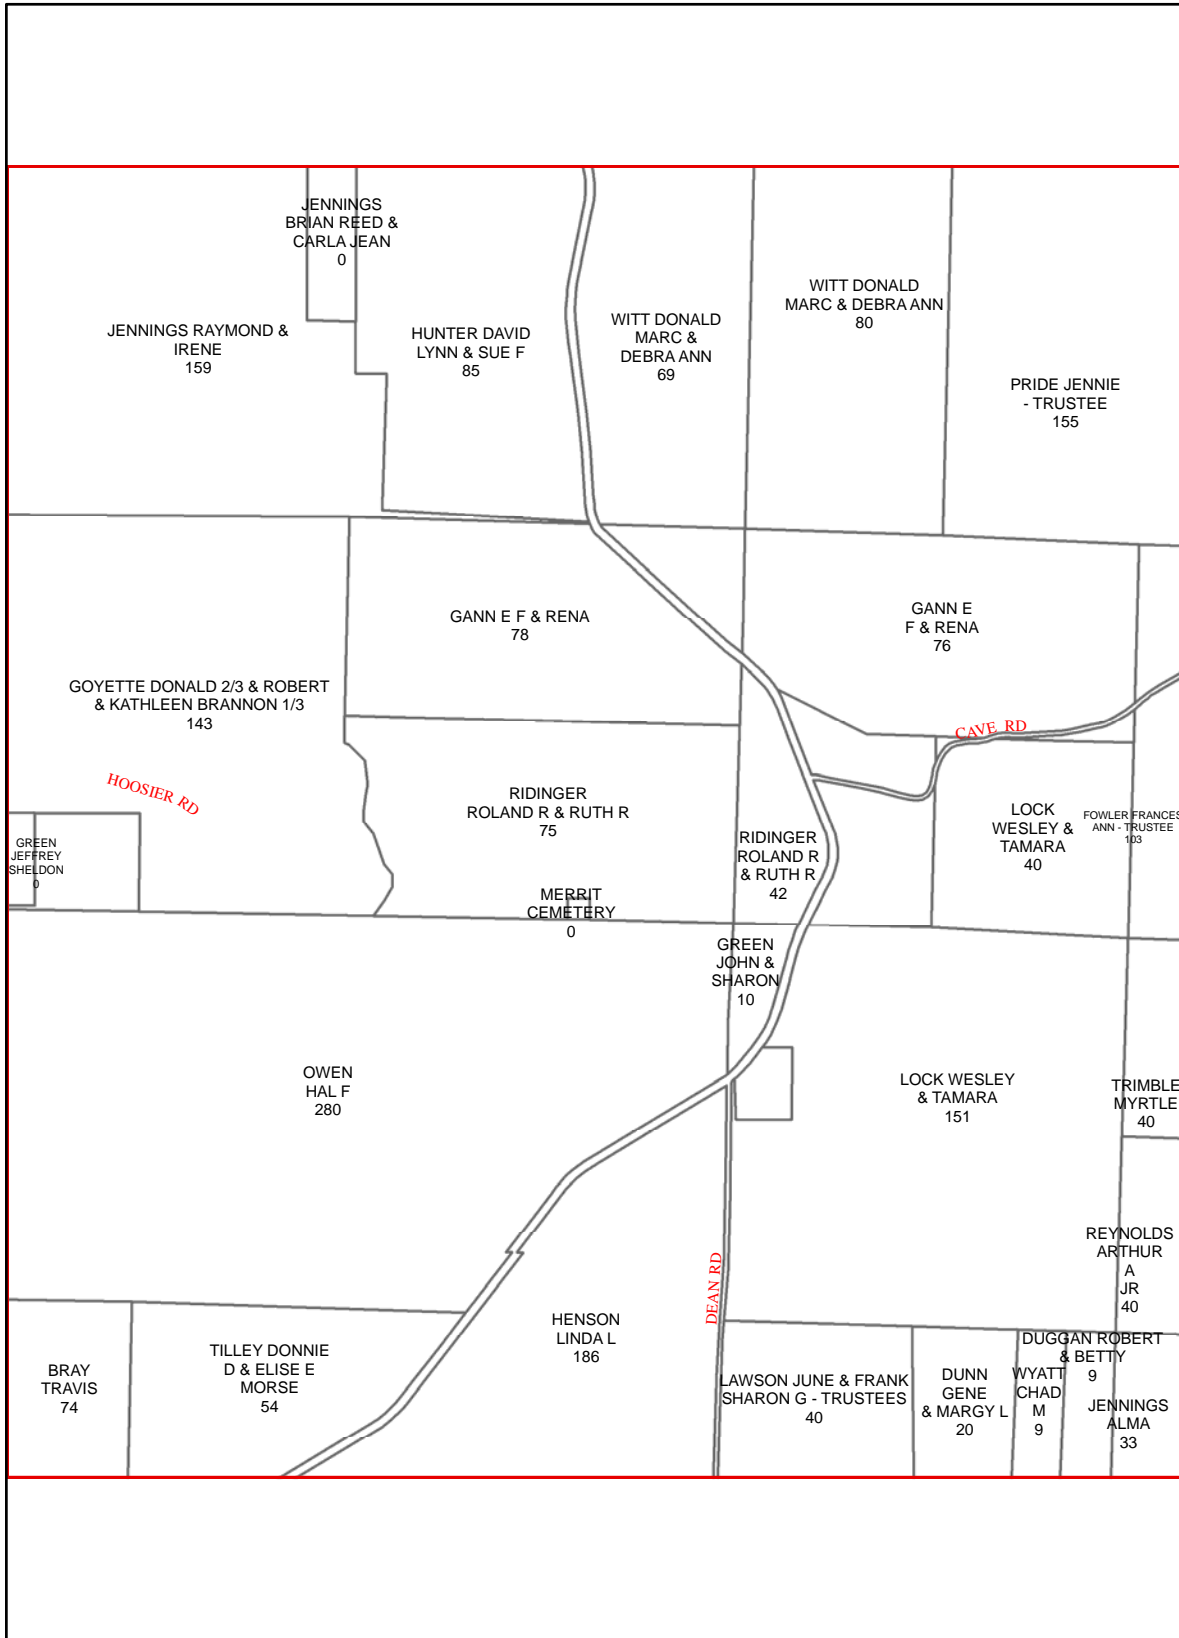 JENNINGS
BRIAN REED &
CARLA JEAN
0
JENNINGS RAYMOND &
IRENE
159
HUNTER DAVID
LYNN & SUE F
85
WITT DONALD
MARC &
DEBRA ANN
69
WITT DONALD
MARC & DEBRA ANN
80
PRIDE JENNIE
- TRUSTEE
155
GANN E F & RENA
78
GANN E
F & RENA
76
GOYETTE DONALD 2/3 & ROBERT
& KATHLEEN BRANNON 1/3
143
CAVE RD
HOOSIER RD
RIDINGER
ROLAND R & RUTH R
75
RIDINGER
ROLAND R
& RUTH R
42
LOCK
WESLEY &
TAMARA
40
FOWLER FRANCES
ANN - TRUSTEE
103
GREEN
JEFFREY
SHELDON
0
MERRIT
CEMETERY
0
GREEN
JOHN &
SHARON
10
OWEN
HAL F
280
LOCK WESLEY
& TAMARA
151
TRIMBLE
MYRTLE
40
REYNOLDS
ARTHUR
A
JR
40
DEAN RD
HENSON
LINDA L
186
BRAY
TRAVIS
74
TILLEY DONNIE
D & ELISE E
MORSE
54
LAWSON JUNE & FRANK
SHARON G - TRUSTEES
40
DUNN
GENE
& MARGY L
20
WYATT
CHAD
M
9
DUGGAN ROBERT
& BETTY
9
JENNINGS
ALMA
33